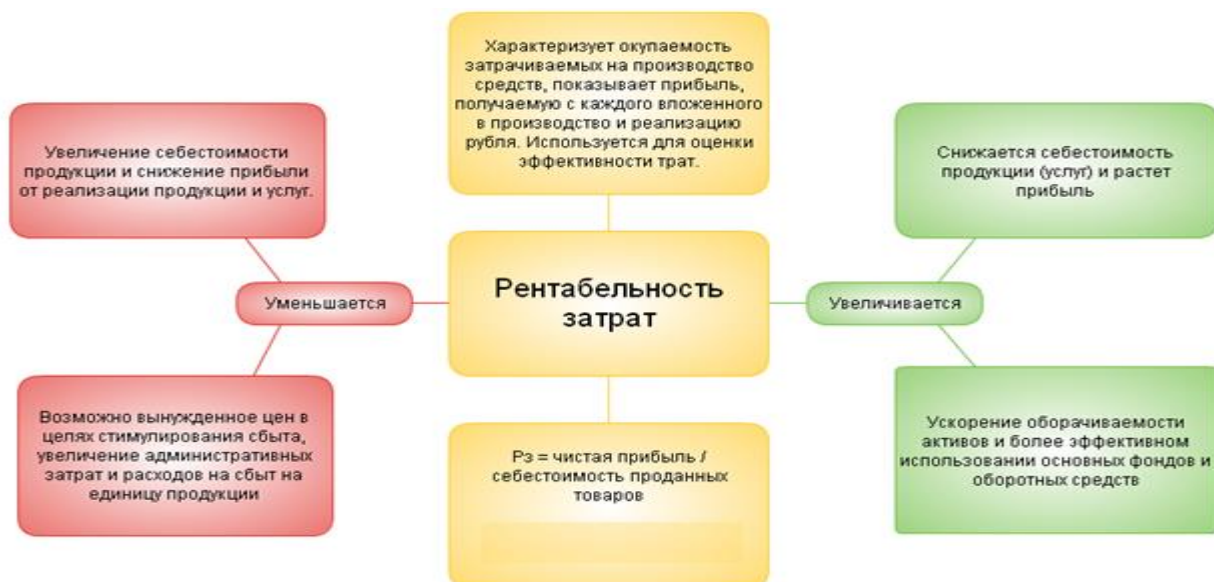 Характеризует окупаемость
затрачиваемых на производство
средств, показывает прибыль,
получаемую с каждого вложенного
в производство и реализацию
рубля. Используется для оценки
эффективности трат.
Увеличение себестоимости
продукции и снижение прибыли
от реализации продукции и услуг.
Снижается себестоимость
продукции (услуг) и растет
прибыль
Уменьшается
Рентабельность
затрат
Увеличивается
Возможно вынужденное цен в
целях стимулирования сбыта,
увеличение административных
затрат и расходов на сбыт на
единицу продукции
Рз = чистая прибыль /
себестоимость проданных
товаров
Ускорение оборачиваемости
активов и более эффективном
использовании основных фондов и
оборотных средств